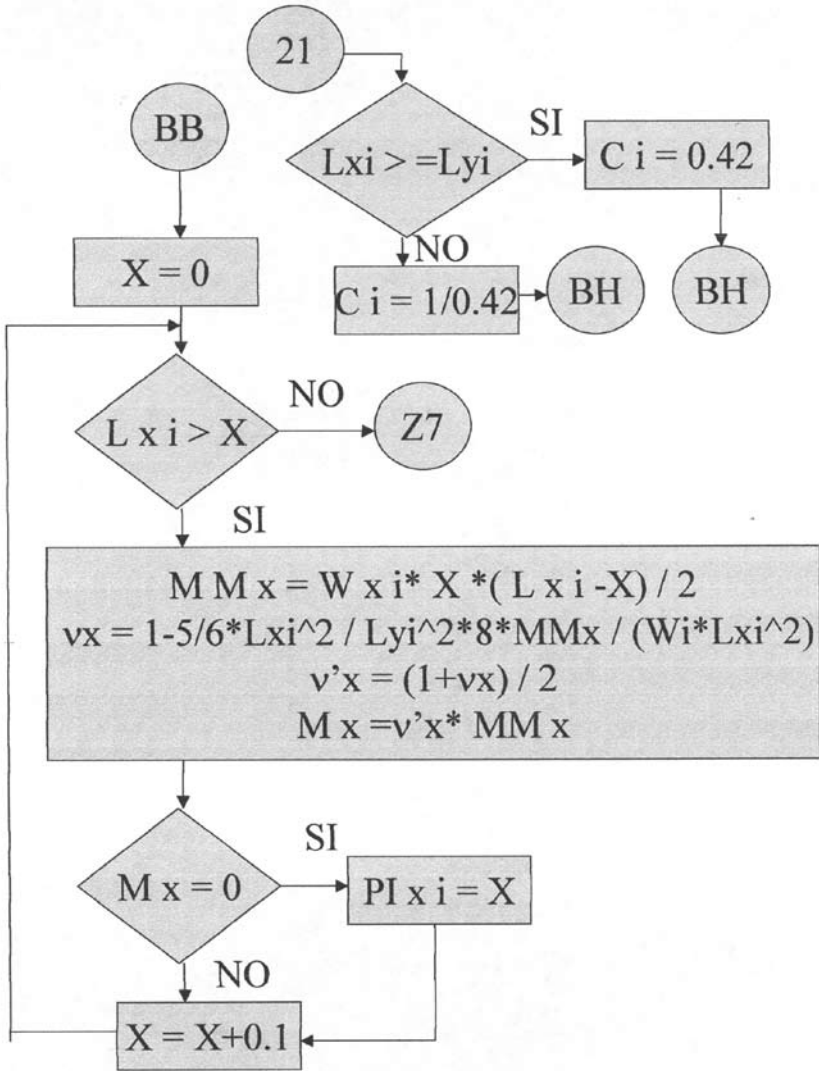 21
BB
Lxi > =Lyi
SI
C i = 0.42
NO
X = 0
C i = 1/0.42
BH
BH
L x i > X
NO
Z7
SI
M M x = W x i* X *( L x i -X) / 2
νx = 1-5/6*Lxi^2 / Lyi^2*8*MMx / (Wi*Lxi^2)
ν’x = (1+νx) / 2
M x =ν’x* MM x
M x = 0
SI
PI x i = X
NO
X = X+0.1